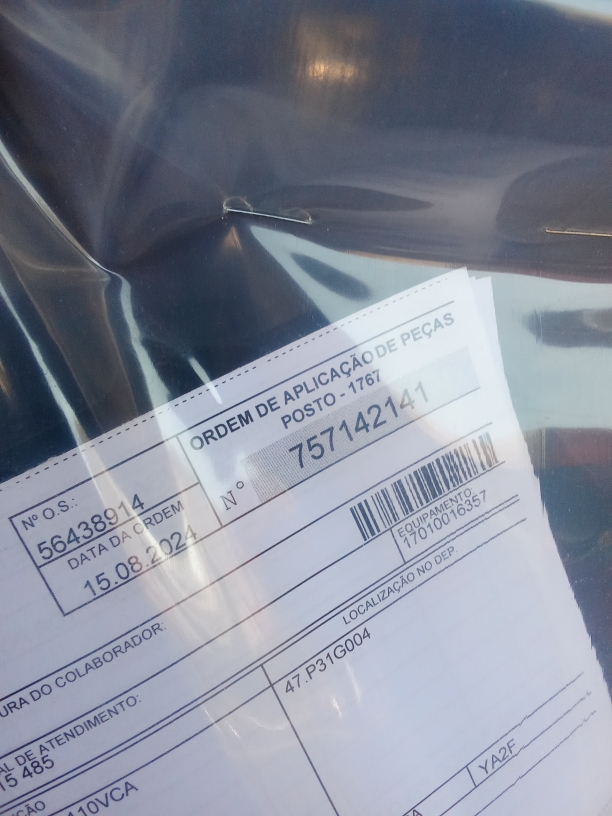 ORDEM DE APLICAÇÃO DE PEÇAS
POSTO - 1767
Nº 757142141
Nº O.S.:
56438914
DATA DA ORDEM
15.08.2024
EQUIPAMENTO:
17010016357
URA DO COLABORADOR:
LOCALIZAÇÃO NO DEP.
47.P31G004
AL DE ATENDIMENTO:
15 485
ÇÃO
110VCA
YA2F